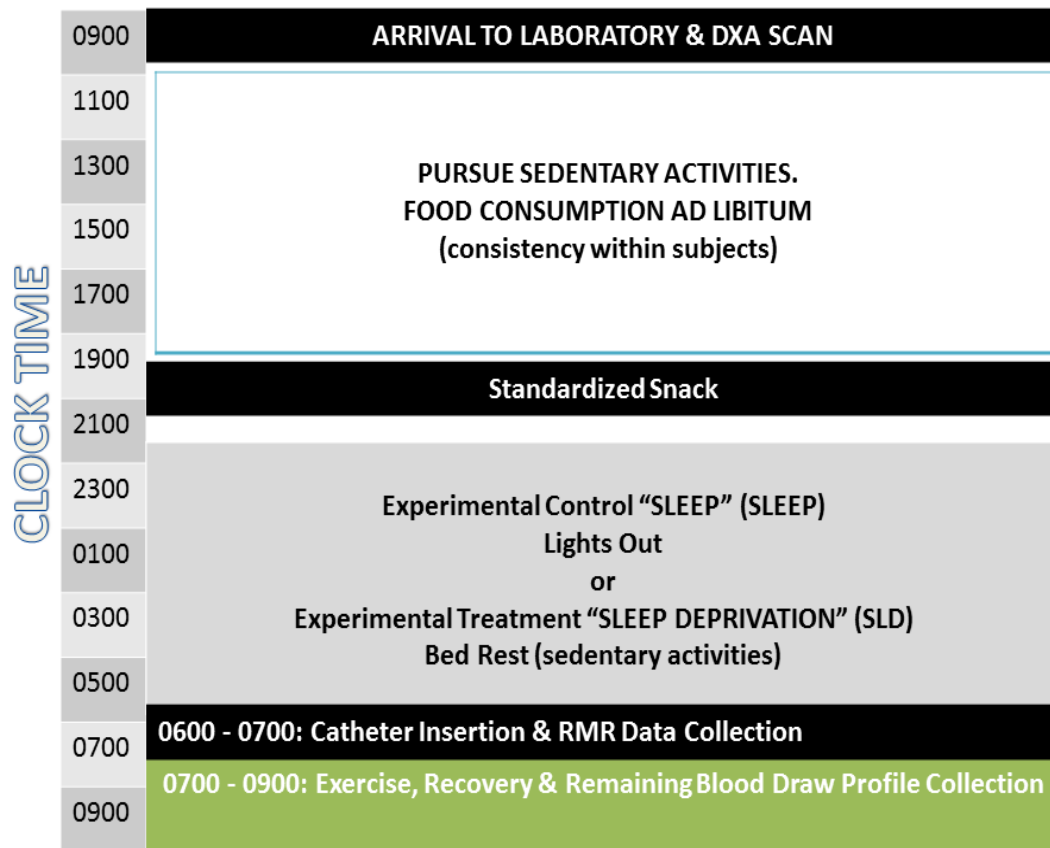 CLOCK TIME
0900
ARRIVAL TO LABORATORY & DXA SCAN
1100
1300
PURSUE SEDENTARY ACTIVITIES.
FOOD CONSUMPTION AD LIBITUM
1500
(consistency within subjects)
1700
1900
Standardized Snack
2100
2300
Experimental Control “SLEEP” (SLEEP)
Lights Out
0100
or
0300
Experimental Treatment “SLEEP DEPRIVATION” (SLD)
Bed Rest (sedentary activities)
0500
0600 - 0700: Catheter Insertion & RMR Data Collection
0700
0700 - 0900: Exercise, Recovery & Remaining Blood Draw Profile Collection
0900